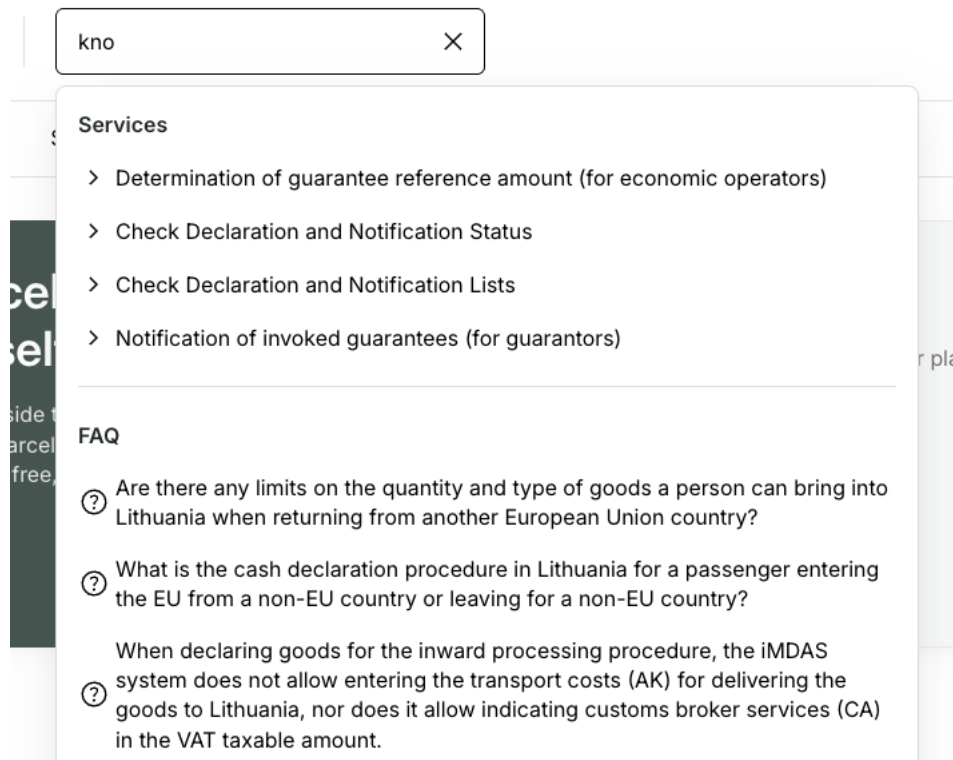 kno
Services
Determination of guarantee reference amount (for economic operators)
Check Declaration and Notification Status
Check Declaration and Notification Lists
Notification of invoked guarantees (for guarantors)
FAQ
Are there any limits on the quantity and type of goods a person can bring into
Lithuania when returning from another European Union country?
What is the cash declaration procedure in Lithuania for a passenger entering
the EU from a non-EU country or leaving for a non-EU country?
When declaring goods for the inward processing procedure, the iMDAS
system does not allow entering the transport costs (AK) for delivering the
goods to Lithuania, nor does it allow indicating customs broker services (CA)
in the VAT taxable amount.
side
free,